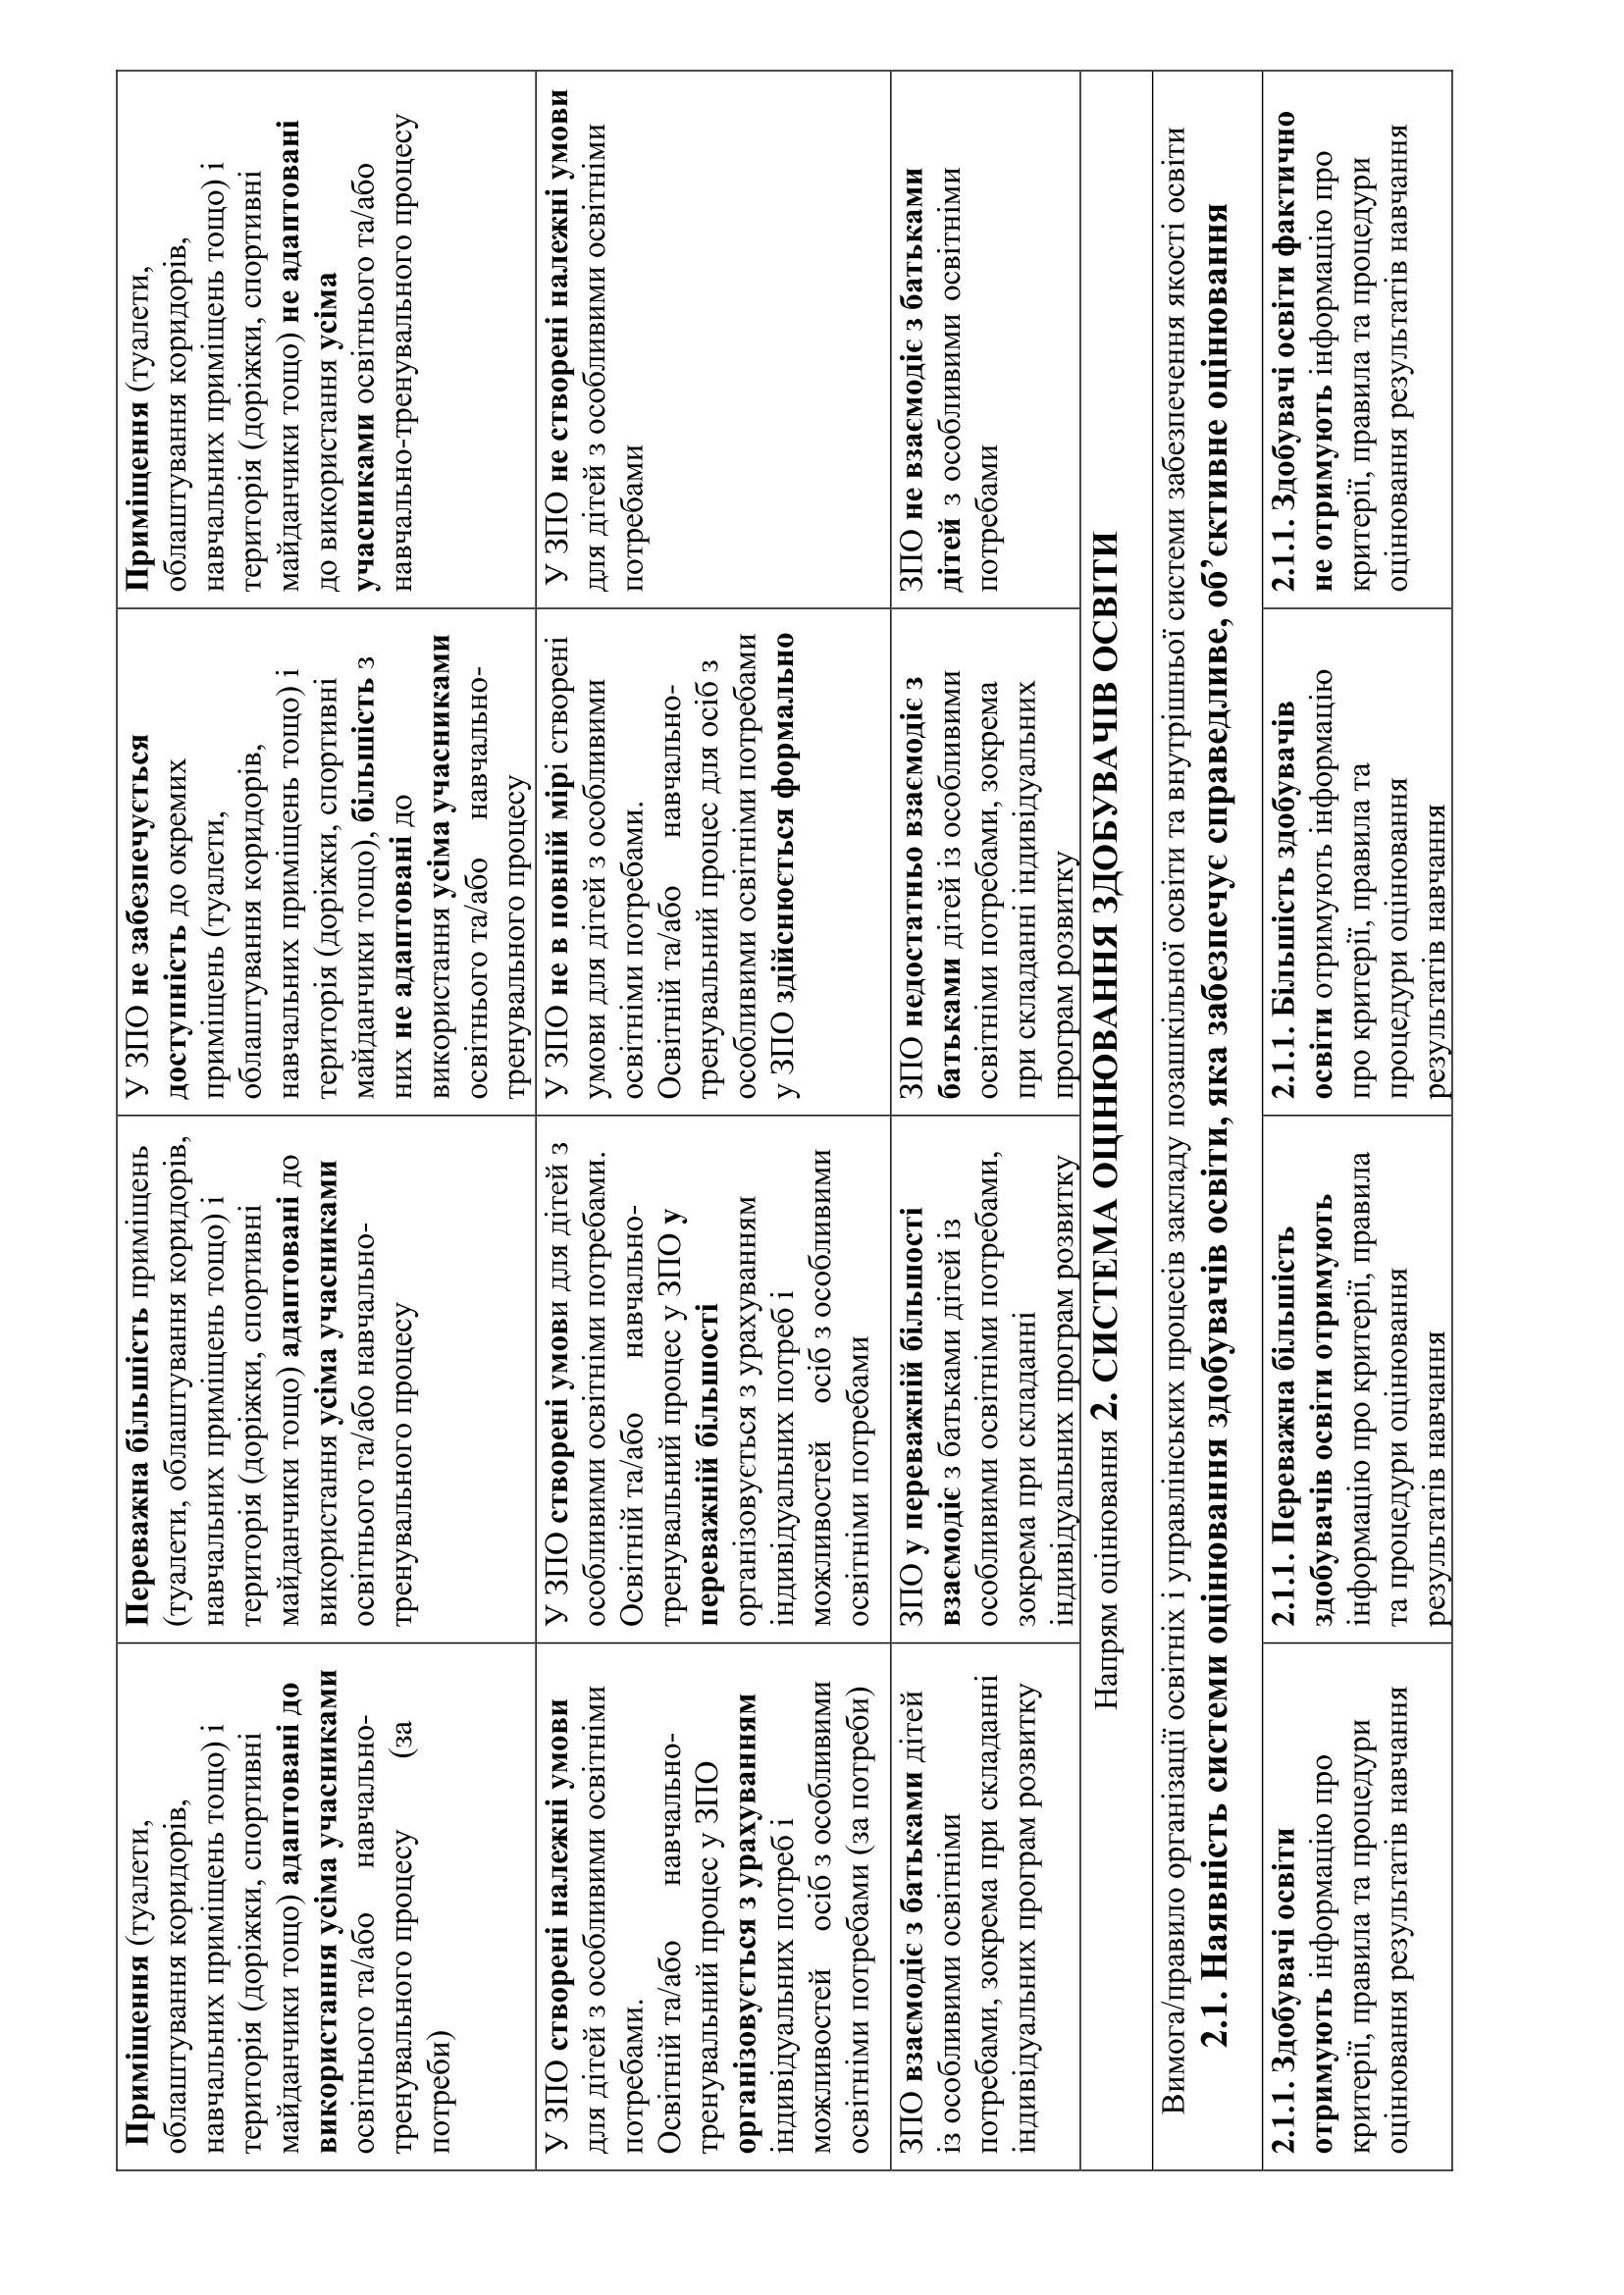 Приміщення (туалети,
облаштування коридорів,
навчальних приміщень тощо) і
територія (доріжки, спортивні
майданчики тощо) адаптовані до
використання усіма учасниками
освітнього та/або навчально-
тренувального процесу (за
потреби)
Переважна більшість приміщень
(туалети, облаштування коридорів,
навчальних приміщень тощо) і
територія (доріжки, спортивні
майданчики тощо) адаптовані до
використання усіма учасниками
освітнього та/або навчально-
тренувального процесу
У ЗПО не забезпечується
доступність до окремих
приміщень (туалети,
облаштування коридорів,
навчальних приміщень тощо) і
територія (доріжки, спортивні
майданчики тощо), більшість з
них не адаптовані до
використання усіма учасниками
освітнього та/або навчально-
тренувального процесу
Приміщення (туалети,
облаштування коридорів,
навчальних приміщень тощо) і
територія (доріжки, спортивні
майданчики тощо) не адаптовані
до використання усіма
учасниками освітнього та/або
навчально-тренувального процесу
У ЗПО створені належні умови
для дітей з особливими освітніми
потребами.
Освітній та/або навчально-
тренувальний процес у ЗПО
організовується з урахуванням
індивідуальних потреб і
можливостей осіб з особливими
освітніми потребами (за потреби)
У ЗПО створені умови для дітей з
особливими освітніми потребами.
Освітній та/або навчально-
тренувальний процес у ЗПО у
переважній більшості
організовується з урахуванням
індивідуальних потреб і
можливостей осіб з особливими
освітніми потребами
У ЗПО не в повній мірі створені
умови для дітей з особливими
освітніми потребами.
Освітній та/або навчально-
тренувальний процес для осіб з
особливими освітніми потребами
у ЗПО здійснюється формально
У ЗПО не створені належні умови
для дітей з особливими освітніми
потребами
ЗПО взаємодіє з батьками дітей
із особливими освітніми
потребами, зокрема при складанні
індивідуальних програм розвитку
ЗПО у переважній більшості
взаємодіє з батьками дітей із
особливими освітніми потребами,
зокрема при складанні
індивідуальних програм розвитку
ЗПО недостатньо взаємодіє з
батьками дітей із особливими
освітніми потребами, зокрема
при складанні індивідуальних
програм розвитку
ЗПО не взаємодіє з батьками
дітей з особливими освітніми
потребами
Напрям оцінювання 2. СИСТЕМА ОЦІНЮВАННЯ ЗДОБУВАЧІВ ОСВІТИ
Вимога/правило організації освітніх і управлінських процесів закладу позашкільної освіти та внутрішньої системи забезпечення якості освіти
2.1. Наявність системи оцінювання здобувачів освіти, яка забезпечує справедливе, об’єктивне оцінювання
2.1.1. Здобувачі освіти
отримують інформацію про
критерії, правила та процедури
оцінювання результатів навчання
2.1.1. Переважна більшість
здобувачів освіти отримують
інформацію про критерії, правила
та процедури оцінювання
результатів навчання
2.1.1. Більшість здобувачів
освіти отримують інформацію
про критерії, правила та
процедури оцінювання
результатів навчання
2.1.1. Здобувачі освіти фактично
не отримують інформацію про
критерії, правила та процедури
оцінювання результатів навчання